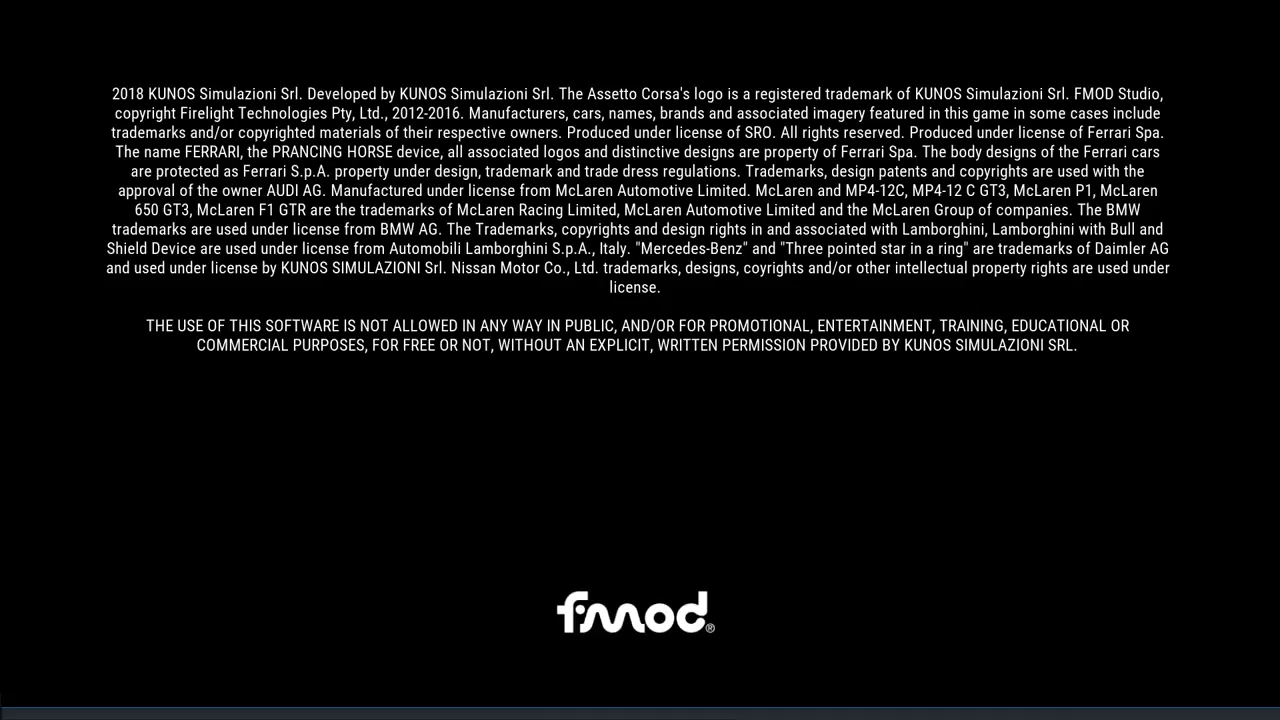 2018 KUNOS Simulazioni Srl. Developed by KUNOS Simulazioni Srl. The Assetto Corsa's logo is a registered trademark of KUNOS Simulazioni Srl. FMOD Studio,
copyright Firelight Technologies Pty, Ltd., 2012-2016. Manufacturers, cars, names, brands and associated imagery featured in this game in some cases include
trademarks and/or copyrighted materials of their respective owners. Produced under license of SRO. All rights reserved. Produced under license of Ferrari Spa.
The name FERRARI, the PRANCING HORSE device, all associated logos and distinctive designs are property of Ferrari Spa. The body designs of the Ferrari cars
are protected as Ferrari S.p.A. property under design, trademark and trade dress regulations. Trademarks, design patents and copyrights are used with the
approval of the owner AUDI AG. Manufactured under license from McLaren Automotive Limited. McLaren and MP4-12C, MP4-12 C GT3, McLaren P1, McLaren
650 GT3, McLaren F1 GTR are the trademarks of McLaren Racing Limited, McLaren Automotive Limited and the McLaren Group of companies. The BMW
trademarks are used under license from BMW AG. The Trademarks, copyrights and design rights in and associated with Lamborghini, Lamborghini with Bull and
Shield Device are used under license from Automobili Lamborghini S.p.A., Italy. "Mercedes-Benz" and "Three pointed star in a ring" are trademarks of Daimler AG
and used under license by KUNOS SIMULAZIONI Srl. Nissan Motor Co., Ltd. trademarks, designs, coyrights and/or other intellectual property rights are used under
license.
THE USE OF THIS SOFTWARE IS NOT ALLOWED IN ANY WAY IN PUBLIC, AND/OR FOR PROMOTIONAL, ENTERTAINMENT, TRAINING, EDUCATIONAL OR
COMMERCIAL PURPOSES, FOR FREE OR NOT, WITHOUT AN EXPLICIT, WRITTEN PERMISSION PROVIDED BY KUNOS SIMULAZIONI SRL.
fmod®